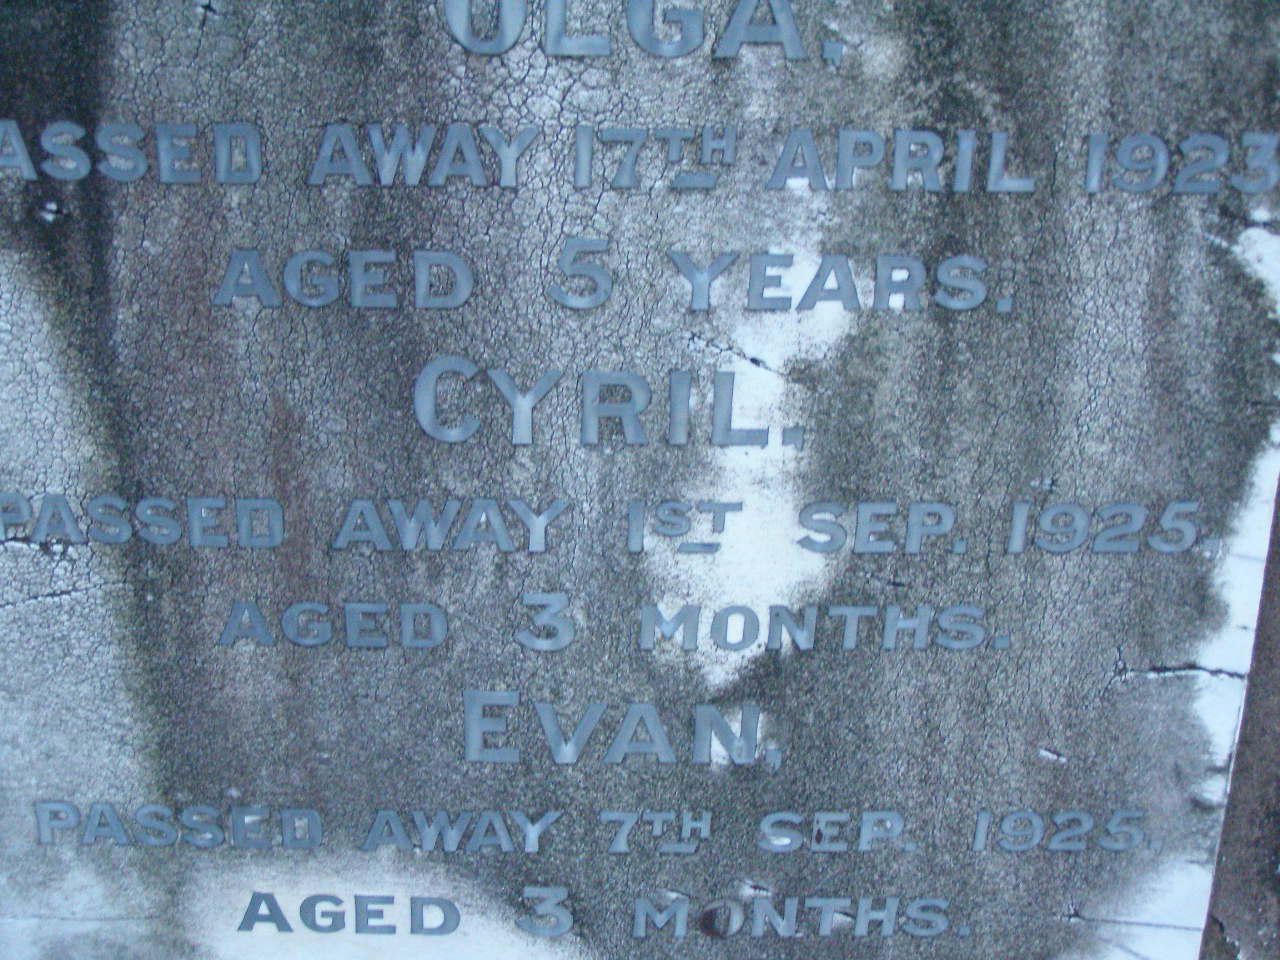 OLGA,
PASSED AWAY 17TH APRIL 1923
AGED 5 YEARS.
CYRIL.
PASSED AWAY 1ST SEP. 1925.
AGED 3 MONTHS.
EVAN,
PASSED AWAY 7TH SEP. 1925,
AGED 3 MONTHS.